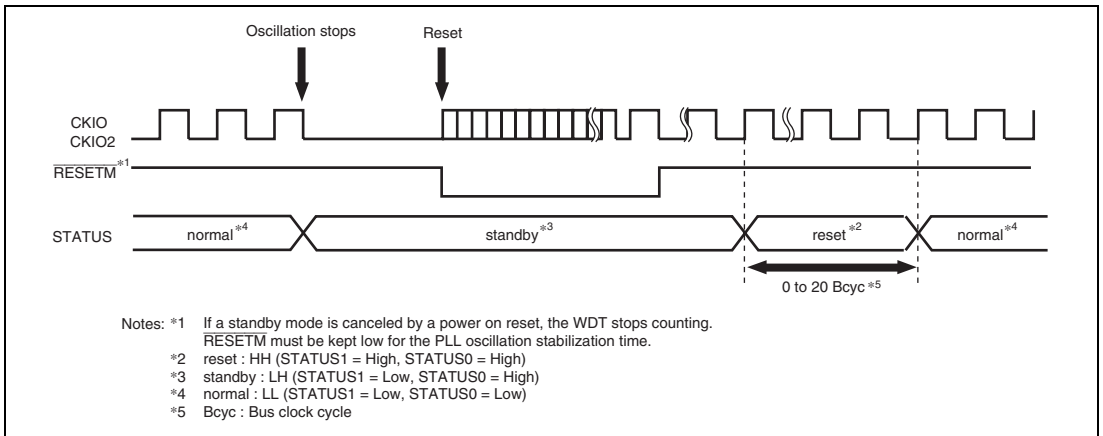 Oscillation stops Reset
CKIO
CKIO2
RESETM*1
STATUS normal*4 standby*3 reset*2 normal*4
0 to 20 Bcyc*5
Notes: *1 If a standby mode is canceled by a power on reset, the WDT stops counting.
RESETM must be kept low for the PLL oscillation stabilization time.
*2 reset : HH (STATUS1 = High, STATUS0 = High)
*3 standby : LH (STATUS1 = Low, STATUS0 = High)
*4 normal : LL (STATUS1 = Low, STATUS0 = Low)
*5 Bcyc : Bus clock cycle